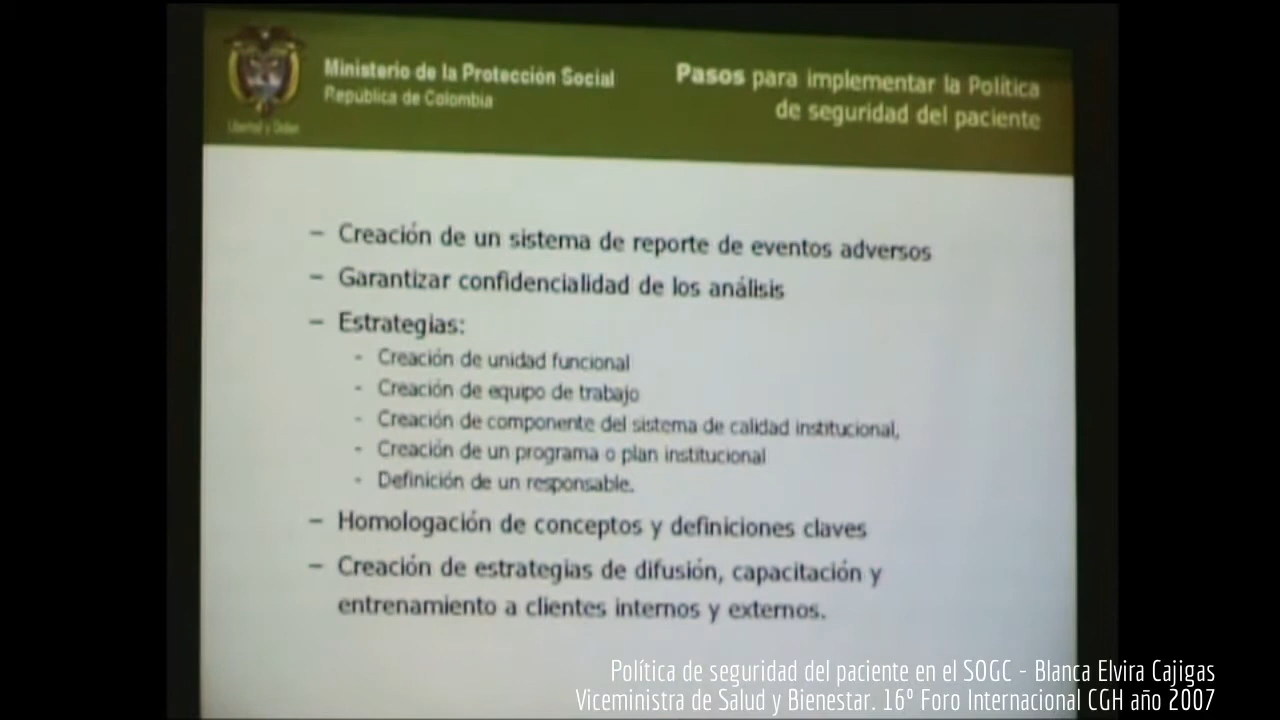 Ministerio de la Protección Social
República de Colombia
Libertad y Orden
Pasos para implementar la Política
de seguridad del paciente
– Creación de un sistema de reporte de eventos adversos
– Garantizar confidencialidad de los análisis
– Estrategias:
- Creación de unidad funcional
- Creación de equipo de trabajo
- Creación de componente del sistema de calidad institucional,
- Creación de un programa o plan institucional
- Definición de un responsable.
– Homologación de conceptos y definiciones claves
– Creación de estrategias de difusión, capacitación y
entrenamiento a clientes internos y externos.
Política de seguridad del paciente en el SOGC - Blanca Elvira Cajigas
Viceministra de Salud y Bienestar. 16º Foro Internacional CGH año 2007